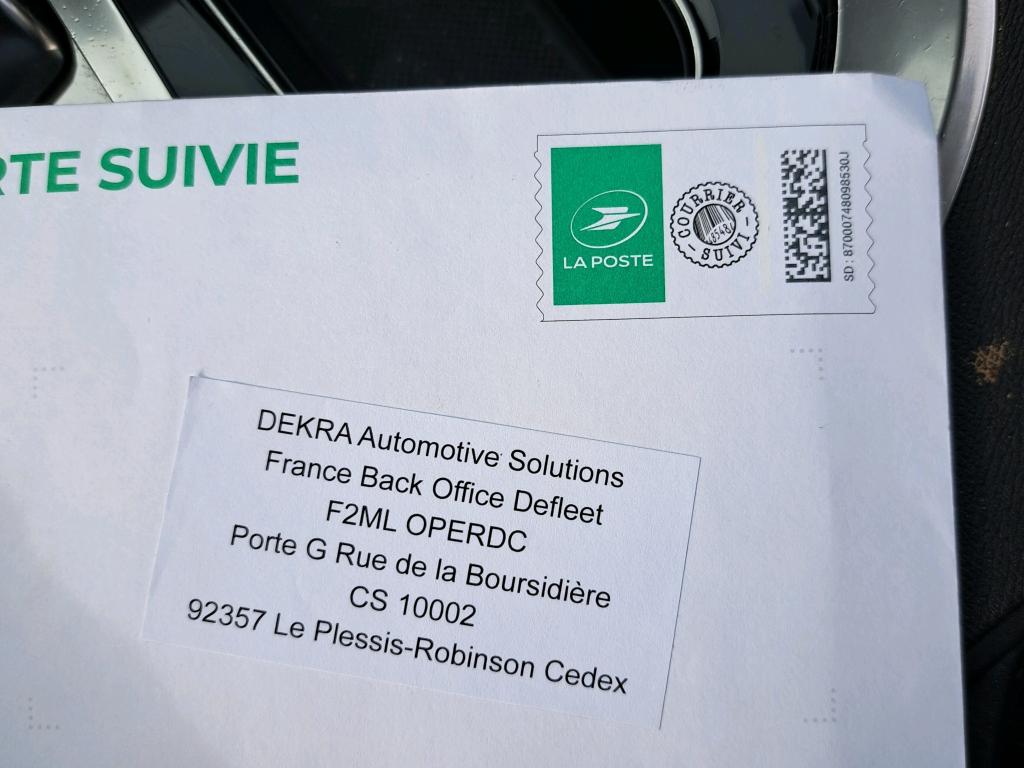 RTE SUIVIE
LA POSTE
COURRIER
SUIVI
SD : 87000748098530J
DEKRA Automotive Solutions
France Back Office Defleet
F2ML OPERDC
Porte G Rue de la Boursidière
CS 10002
92357 Le Plessis-Robinson Cedex